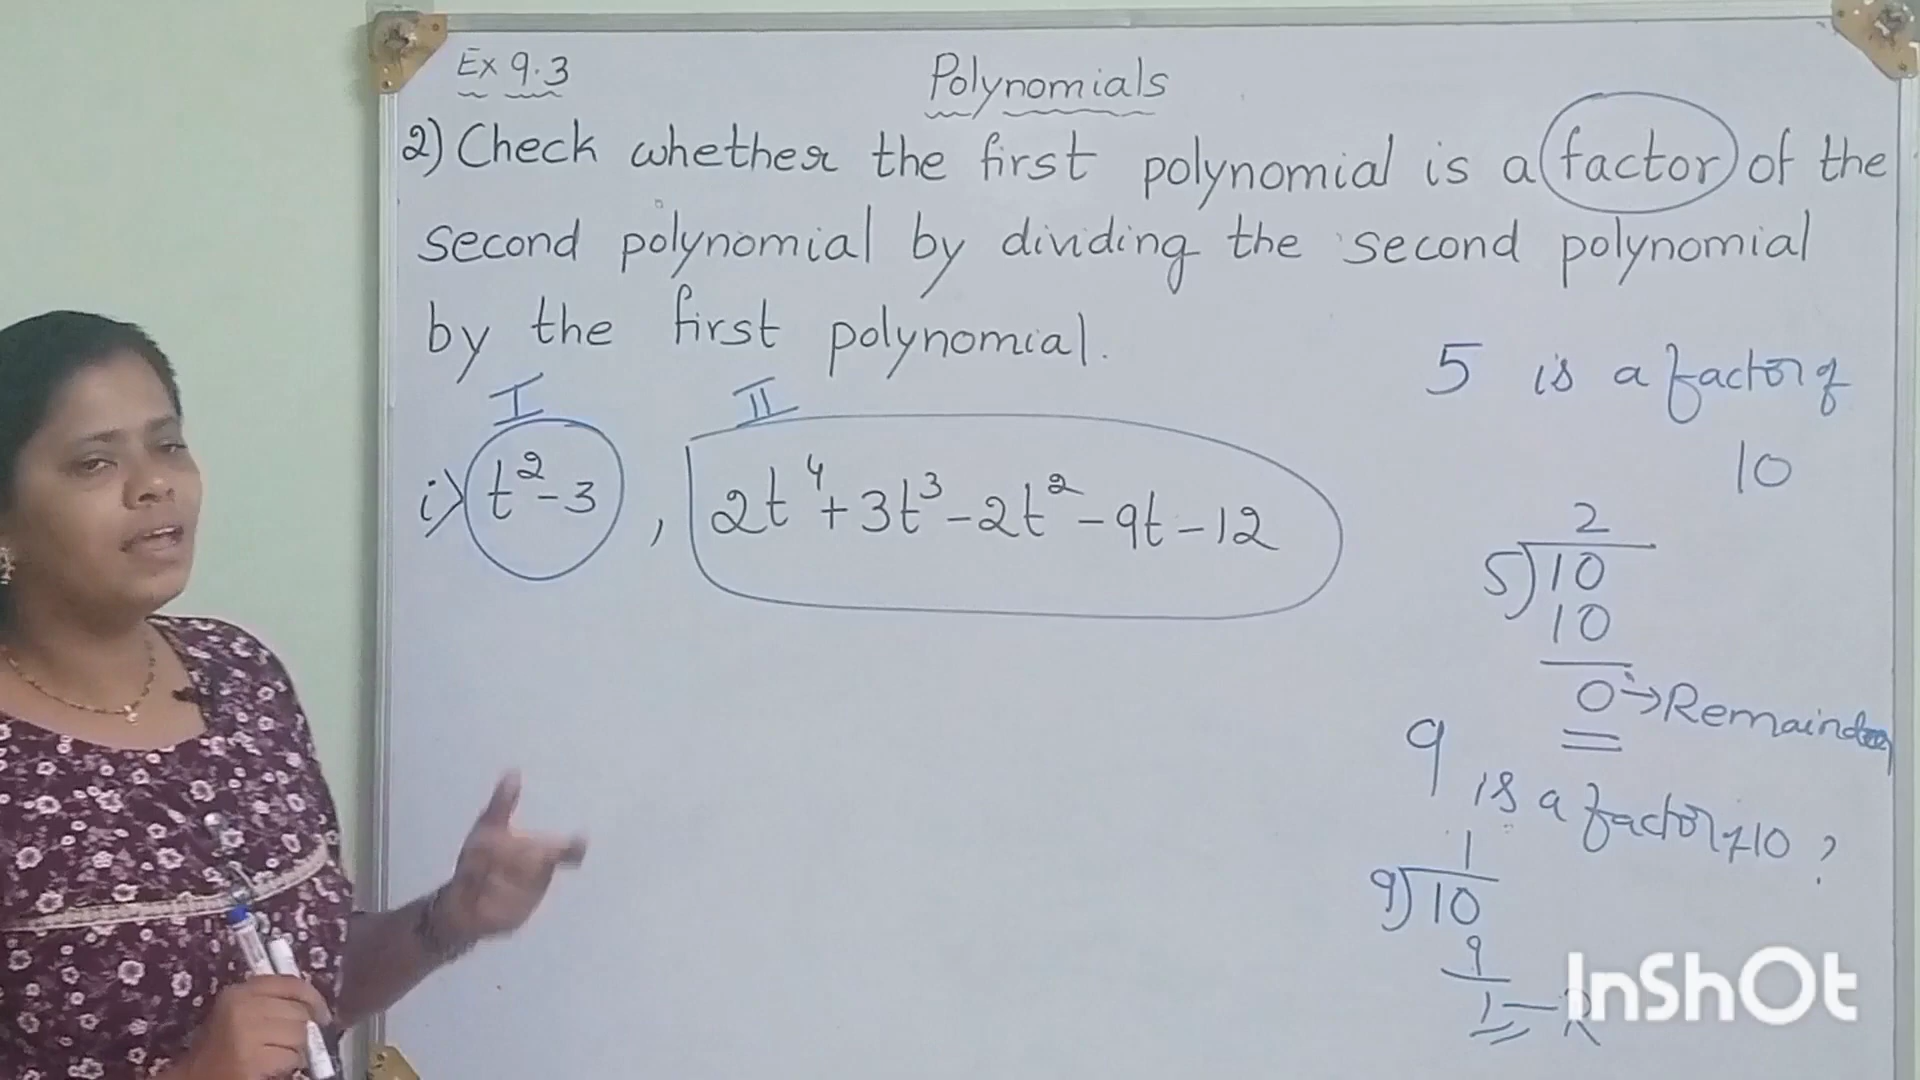 Ex 9.3
Polynomials
2) Check whether the first polynomial is a factor of the
second polynomial by dividing the second polynomial
by the first polynomial.
I II
i) t²-3 , 2t⁴+3t³-2t²-9t-12
5 is a factor of
10
2
5)10
10
0→Remainder
9 is a factor of 10 ?
1
9)10
9
1 - R
InShOt